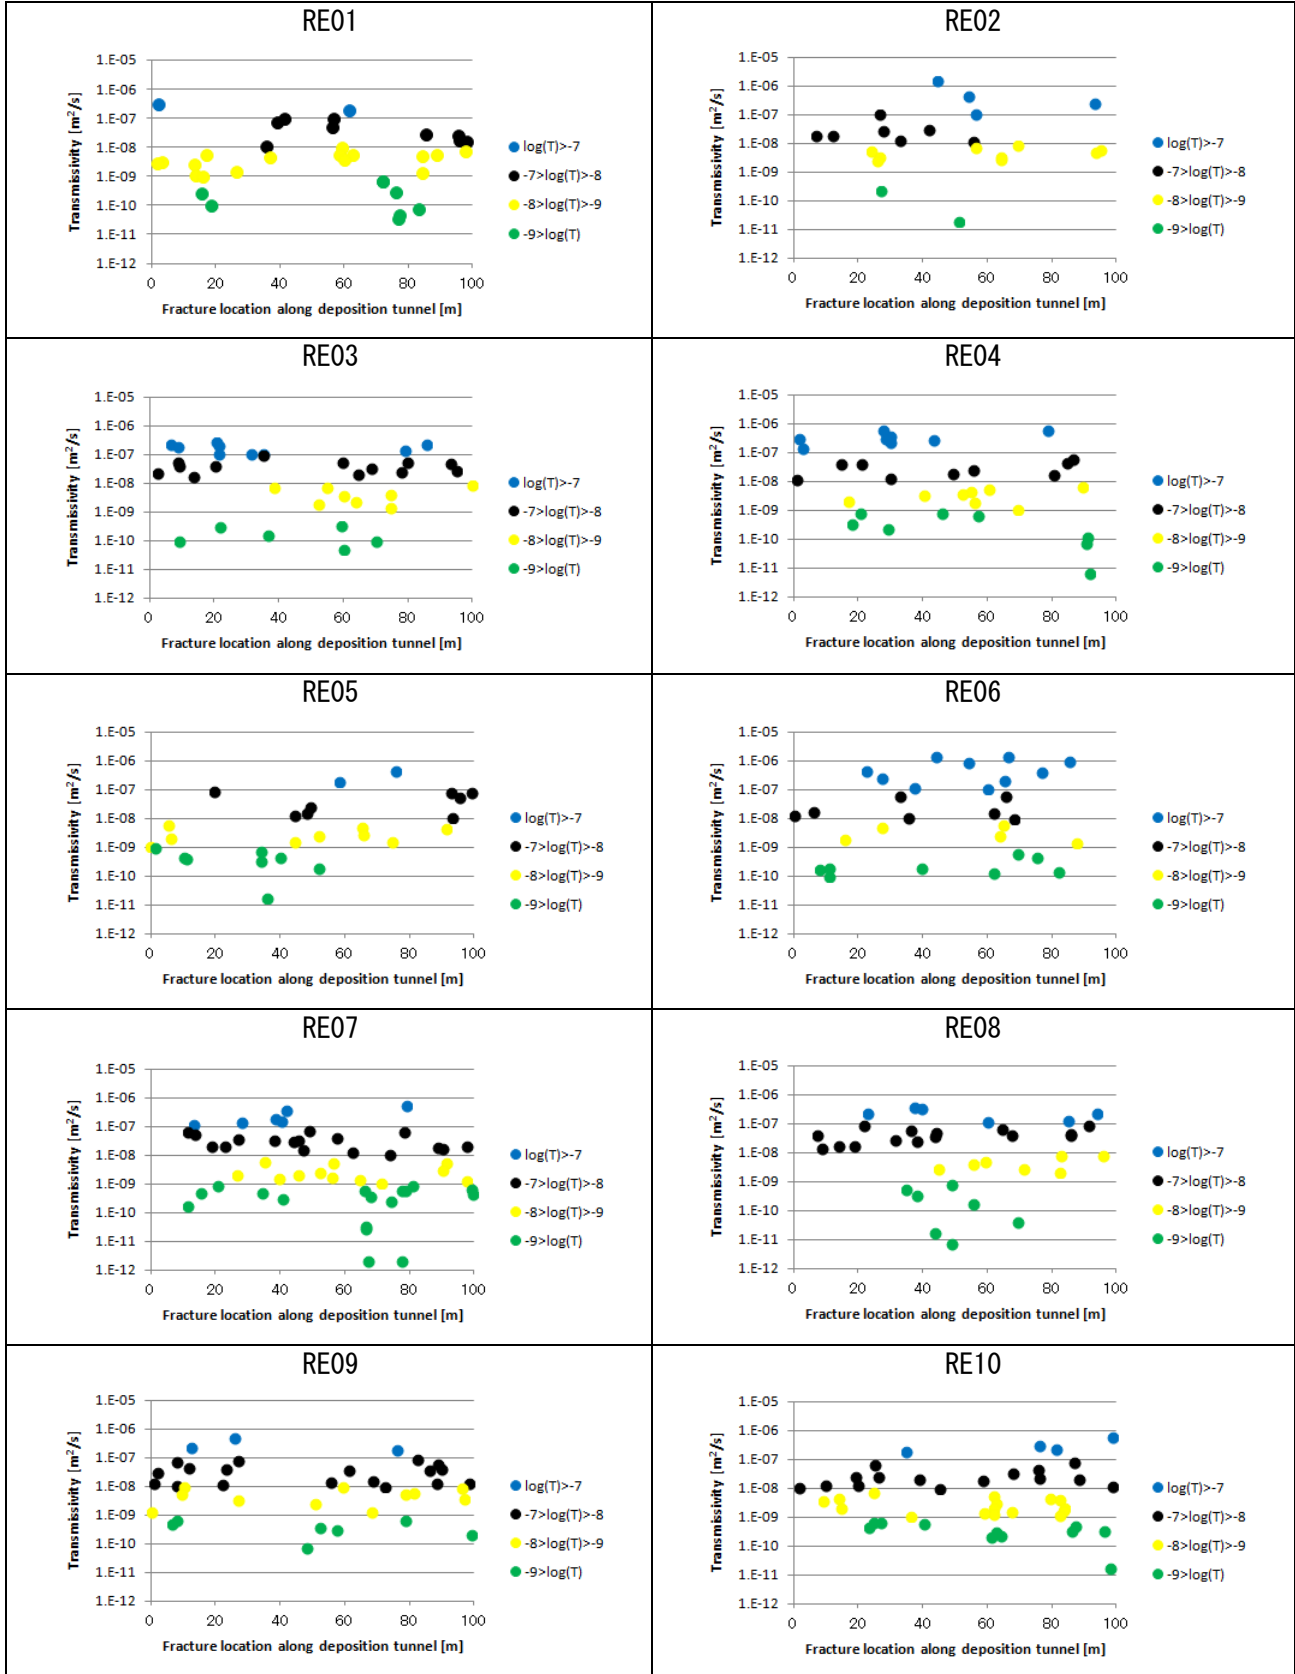 RE01
1.E-05
1.E-06
1.E-07
1.E-08
1.E-09
1.E-10
1.E-11
1.E-12
Transmissivity [m²/s]
0 20 40 60 80 100
Fracture location along deposition tunnel [m]
log(T)>-7
-7>log(T)>-8
-8>log(T)>-9
-9>log(T)
RE02
1.E-05
1.E-06
1.E-07
1.E-08
1.E-09
1.E-10
1.E-11
1.E-12
Transmissivity [m²/s]
0 20 40 60 80 100
Fracture location along deposition tunnel [m]
log(T)>-7
-7>log(T)>-8
-8>log(T)>-9
-9>log(T)
RE03
1.E-05
1.E-06
1.E-07
1.E-08
1.E-09
1.E-10
1.E-11
1.E-12
Transmissivity [m²/s]
0 20 40 60 80 100
Fracture location along deposition tunnel [m]
log(T)>-7
-7>log(T)>-8
-8>log(T)>-9
-9>log(T)
RE04
1.E-05
1.E-06
1.E-07
1.E-08
1.E-09
1.E-10
1.E-11
1.E-12
Transmissivity [m²/s]
0 20 40 60 80 100
Fracture location along deposition tunnel [m]
log(T)>-7
-7>log(T)>-8
-8>log(T)>-9
-9>log(T)
RE05
1.E-05
1.E-06
1.E-07
1.E-08
1.E-09
1.E-10
1.E-11
1.E-12
Transmissivity [m²/s]
0 20 40 60 80 100
Fracture location along deposition tunnel [m]
log(T)>-7
-7>log(T)>-8
-8>log(T)>-9
-9>log(T)
RE06
1.E-05
1.E-06
1.E-07
1.E-08
1.E-09
1.E-10
1.E-11
1.E-12
Transmissivity [m²/s]
0 20 40 60 80 100
Fracture location along deposition tunnel [m]
log(T)>-7
-7>log(T)>-8
-8>log(T)>-9
-9>log(T)
RE07
1.E-05
1.E-06
1.E-07
1.E-08
1.E-09
1.E-10
1.E-11
1.E-12
Transmissivity [m²/s]
0 20 40 60 80 100
Fracture location along deposition tunnel [m]
log(T)>-7
-7>log(T)>-8
-8>log(T)>-9
-9>log(T)
RE08
1.E-05
1.E-06
1.E-07
1.E-08
1.E-09
1.E-10
1.E-11
1.E-12
Transmissivity [m²/s]
0 20 40 60 80 100
Fracture location along deposition tunnel [m]
log(T)>-7
-7>log(T)>-8
-8>log(T)>-9
-9>log(T)
RE09
1.E-05
1.E-06
1.E-07
1.E-08
1.E-09
1.E-10
1.E-11
1.E-12
Transmissivity [m²/s]
0 20 40 60 80 100
Fracture location along deposition tunnel [m]
log(T)>-7
-7>log(T)>-8
-8>log(T)>-9
-9>log(T)
RE10
1.E-05
1.E-06
1.E-07
1.E-08
1.E-09
1.E-10
1.E-11
1.E-12
Transmissivity [m²/s]
0 20 40 60 80 100
Fracture location along deposition tunnel [m]
log(T)>-7
-7>log(T)>-8
-8>log(T)>-9
-9>log(T)